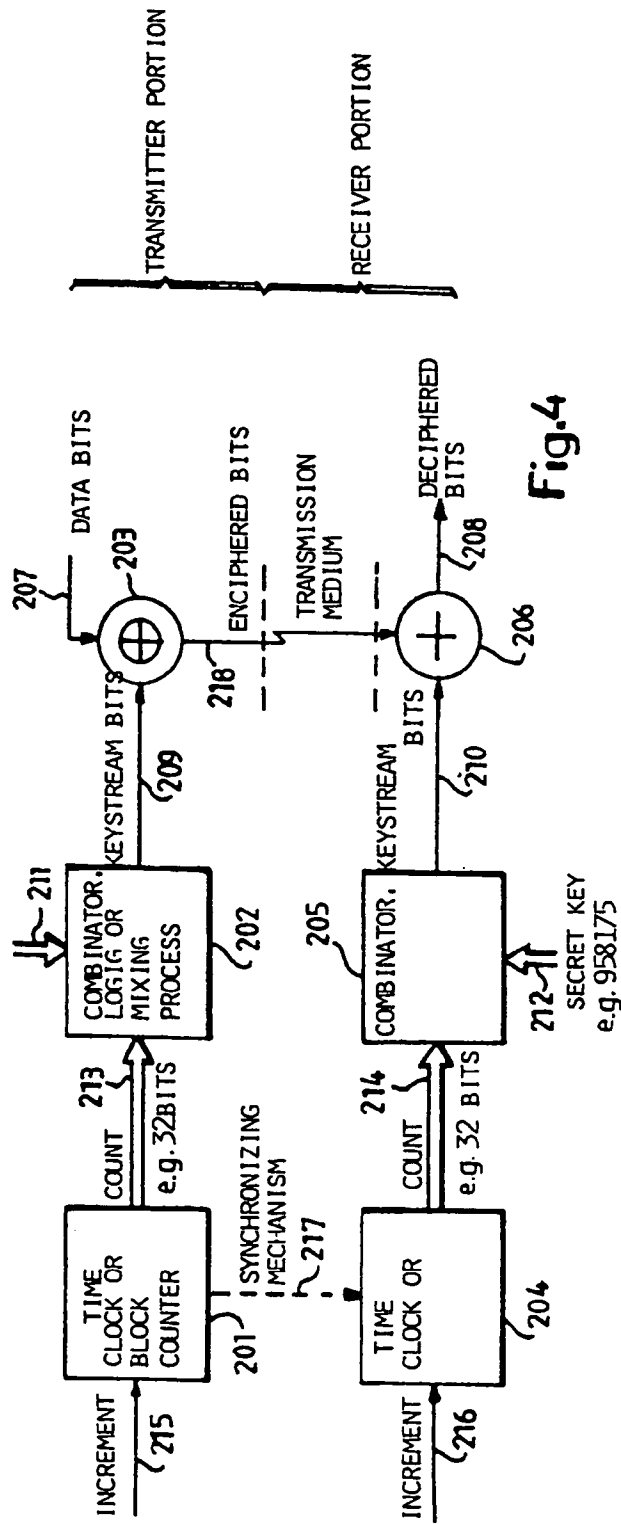 INCREMENT
215
TIME
CLOCK OR
BLOCK
COUNTER
201
COUNT
213
e.g. 32BITS
211
COMBINATOR.
LOGIG OR
MIXING
PROCESS
202
KEYSTREAM BITS
209
207
DATA BITS
203
218
ENCIPHERED BITS
TRANSMITTER PORTION
SYNCHRONIZING
MECHANISM
217
TRANSMISSION
MEDIUM
INCREMENT
216
TIME
CLOCK OR
204
COUNT
214
e.g. 32 BITS
205
COMBINATOR.
212
SECRET KEY
e.g. 958175
KEYSTREAM
BITS
210
206
DECIPHERED
BITS
208
RECEIVER PORTION
Fig.4